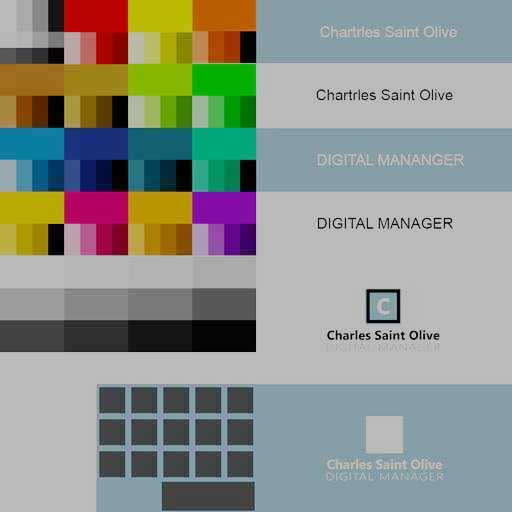 Chartrles Saint Olive
Chartrles Saint Olive
DIGITAL MANANGER
DIGITAL MANAGER
C
Charles Saint Olive
DIGITAL MANAGER
Charles Saint Olive
DIGITAL MANAGER